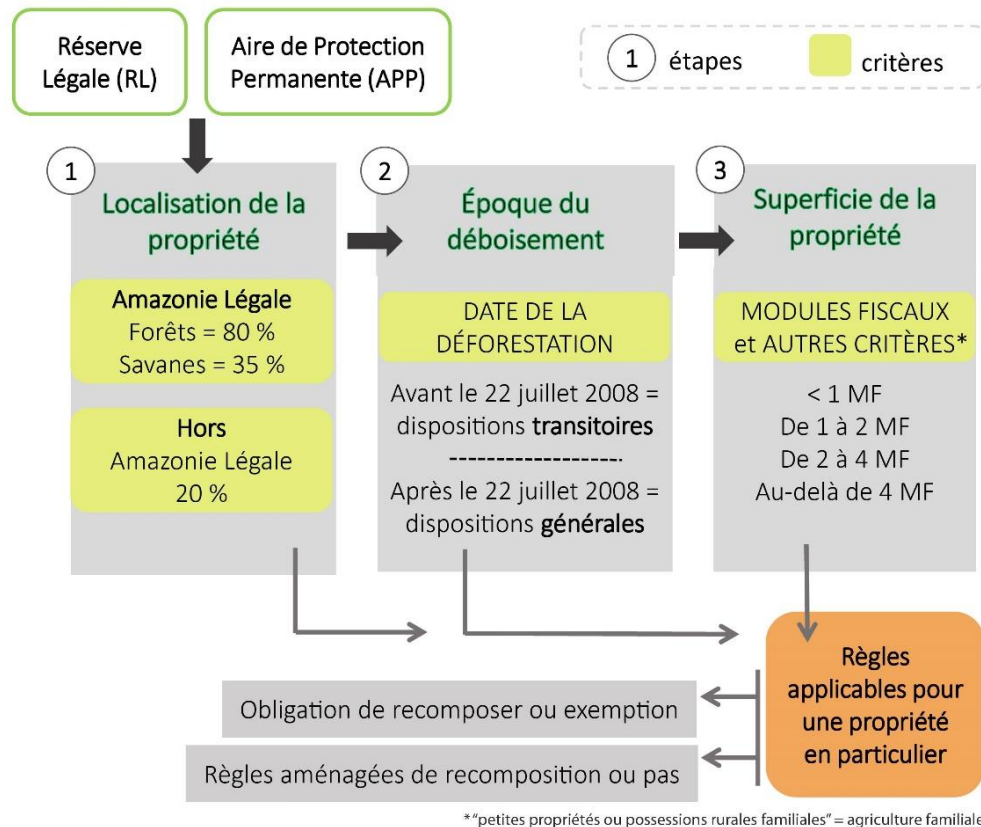 Réserve
Légale (RL)
Aire de Protection
Permanente (APP)
1 étapes
critères
1
Localisation de la
propriété
Amazonie Légale
Forêts = 80 %
Savanes = 35 %
Hors
Amazonie Légale
20 %
2
Époque du
déboisement
DATE DE LA
DÉFORESTATION
Avant le 22 juillet 2008 =
dispositions transitoires
--------------------
Après le 22 juillet 2008 =
dispositions générales
3
Superficie de la
propriété
MODULES FISCAUX
et AUTRES CRITÈRES*
< 1 MF
De 1 à 2 MF
De 2 à 4 MF
Au-delà de 4 MF
Règles
applicables pour
une propriété
en particulier
Obligation de recomposer ou exemption
Règles aménagées de recomposition ou pas
*"petites propriétés ou possessions rurales familiales" = agriculture familiale